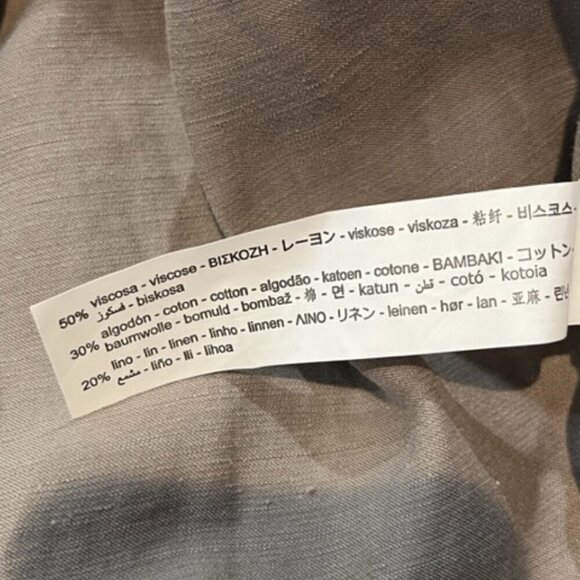 50% viscosa - viscose - ΒΙΣΚΟΖΗ - レーヨン - viskose - viskoza - 粘纤 - 비스코스 -
فسكوز - biskosa
30% algodón - coton - cotton - algodão - katoen - cotone - BAMBAKI - コットン -
baumwolle - bomuld - bombaž - 棉 - 면 - katun - قطن - cotó - kotoia
20% lino - lin - linen - linho - linnen - ΛΙΝΟ - リネン - leinen - hør - lan - 亚麻 - 린넨
مشمع - liño - lli - lihoa